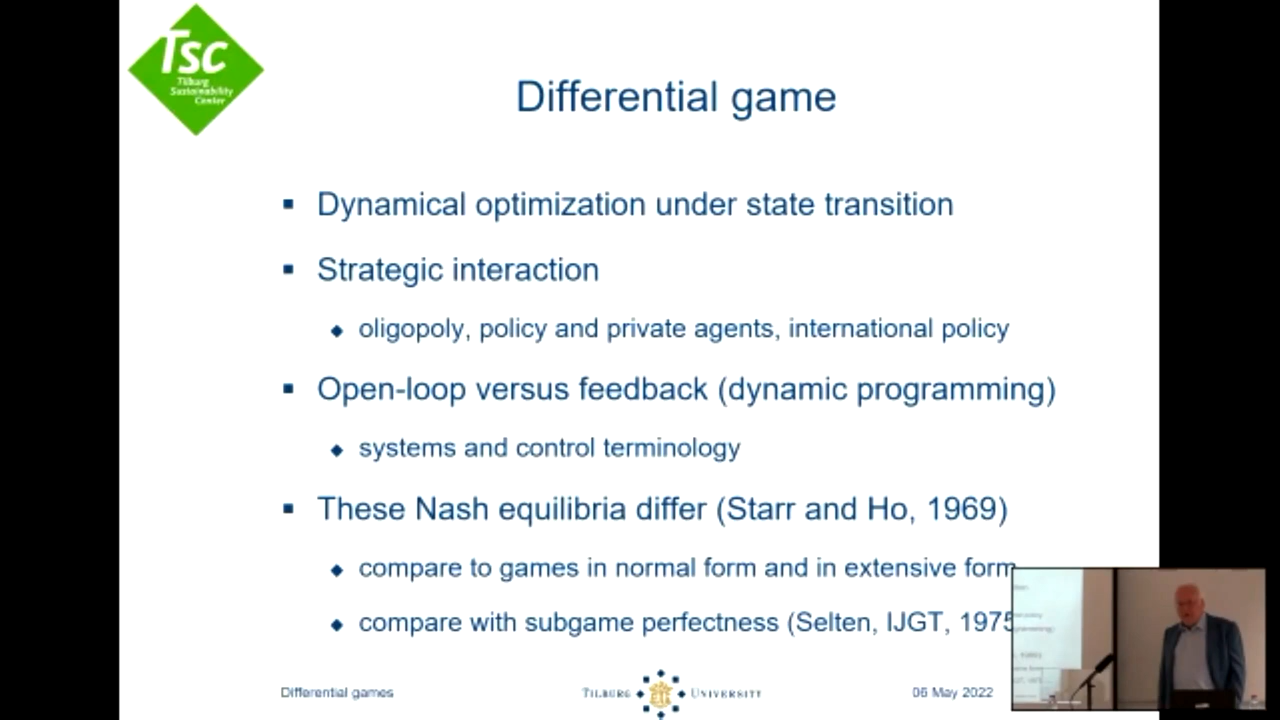 Tsc
Tilburg
Sustainability
Center
Differential game
Dynamical optimization under state transition
Strategic interaction
oligopoly, policy and private agents, international policy
Open-loop versus feedback (dynamic programming)
systems and control terminology
These Nash equilibria differ (Starr and Ho, 1969)
compare to games in normal form and in extensive form
compare with subgame perfectness (Selten, IJGT, 1975
Differential games
TILBURG UNIVERSITY
06 May 2022